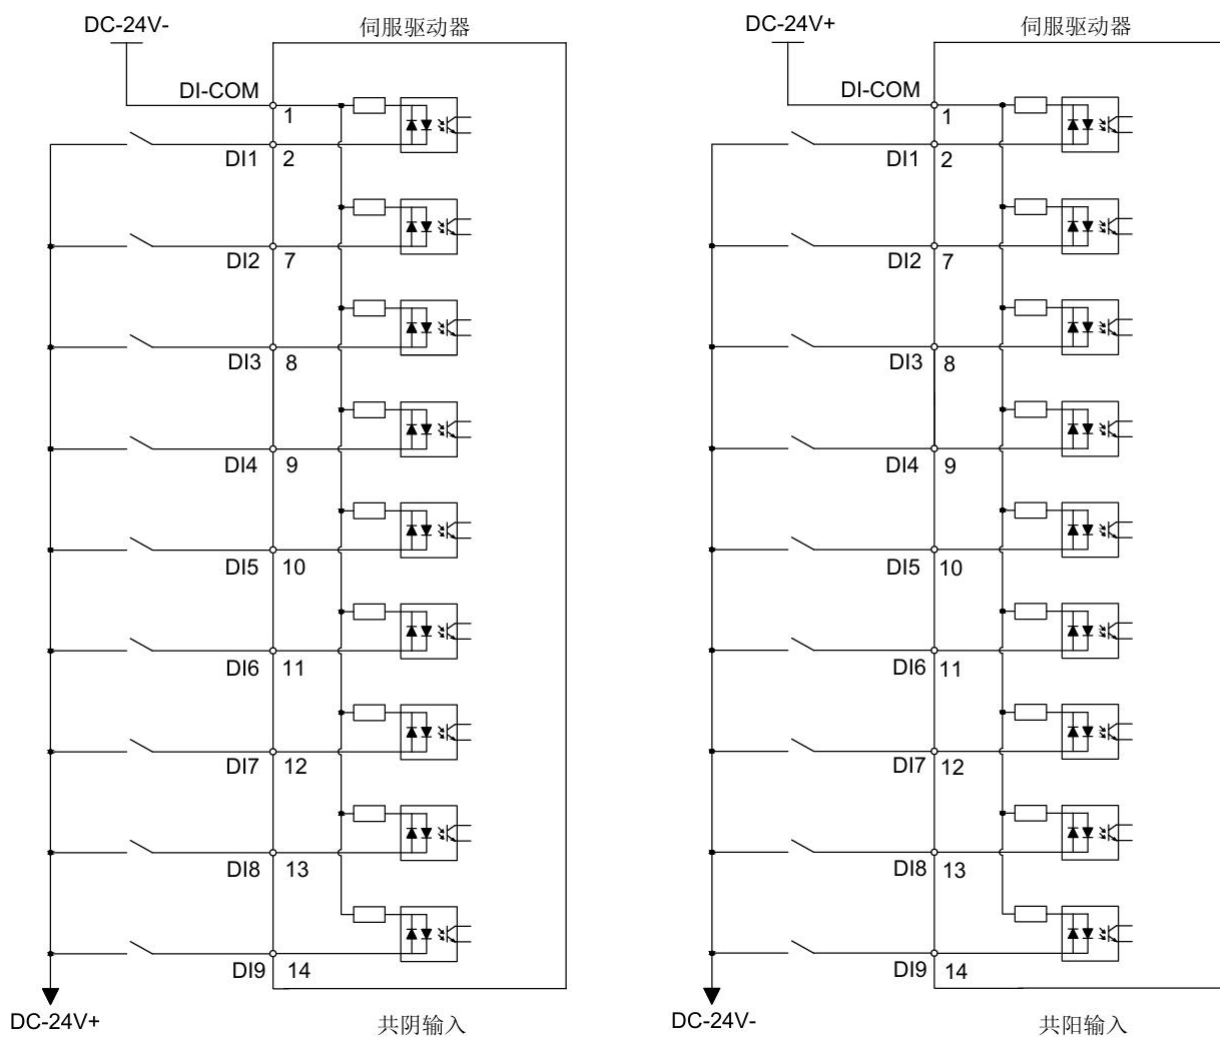 DC-24V-
伺服驱动器
DI-COM
1
DI1 2
DI2 7
DI3 8
DI4 9
DI5 10
DI6 11
DI7 12
DI8 13
DI9 14
DC-24V+
共阴输入
DC-24V+
伺服驱动器
DI-COM
1
DI1 2
DI2 7
DI3 8
DI4 9
DI5 10
DI6 11
DI7 12
DI8 13
DI9 14
DC-24V-
共阳输入